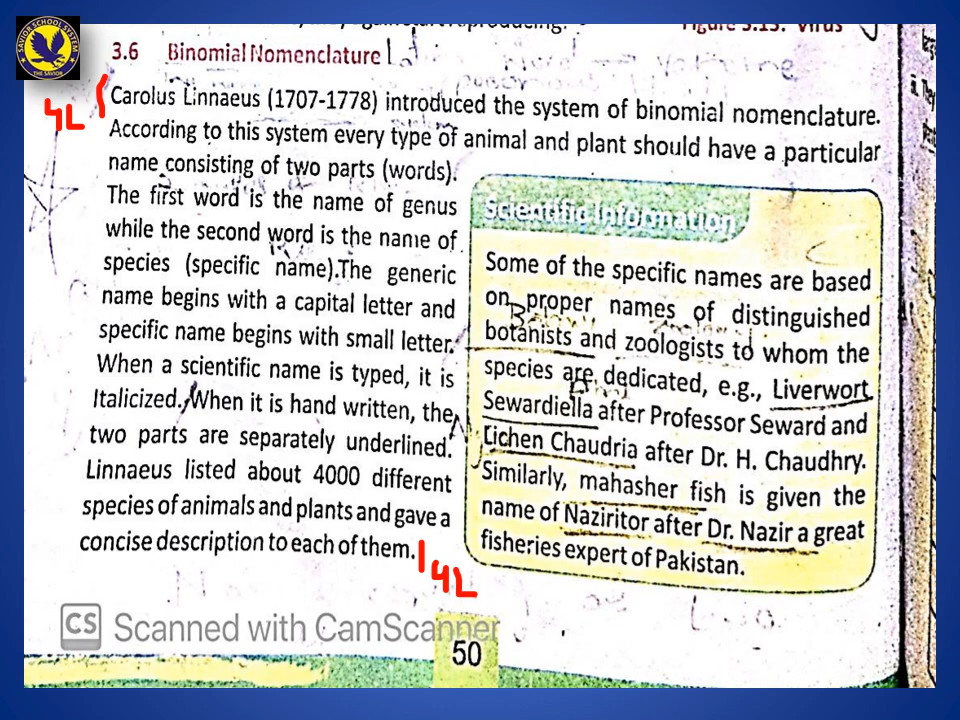 SAVIOR SCHOOL SYSTEM
THE SAVIOR
Figure 3.15. Virus
3.6 Binomial Nomenclature
4L
Carolus Linnaeus (1707-1778) introduced the system of binomial nomenclature.
According to this system every type of animal and plant should have a particular
name consisting of two parts (words).
The first word is the name of genus
while the second word is the name of
species (specific name).The generic
name begins with a capital letter and
specific name begins with small letter.
When a scientific name is typed, it is
Italicized. When it is hand written, the
two parts are separately underlined.
Linnaeus listed about 4000 different
species of animals and plants and gave a
concise description to each of them.
4L
Scientific Information
Some of the specific names are based
on proper names of distinguished
botanists and zoologists to whom the
species are dedicated, e.g., Liverwort
Sewardiella after Professor Seward and
Lichen Chaudria after Dr. H. Chaudhry.
Similarly, mahasher fish is given the
name of Naziritor after Dr. Nazir a great
fisheries expert of Pakistan.
CS Scanned with CamScanner
50